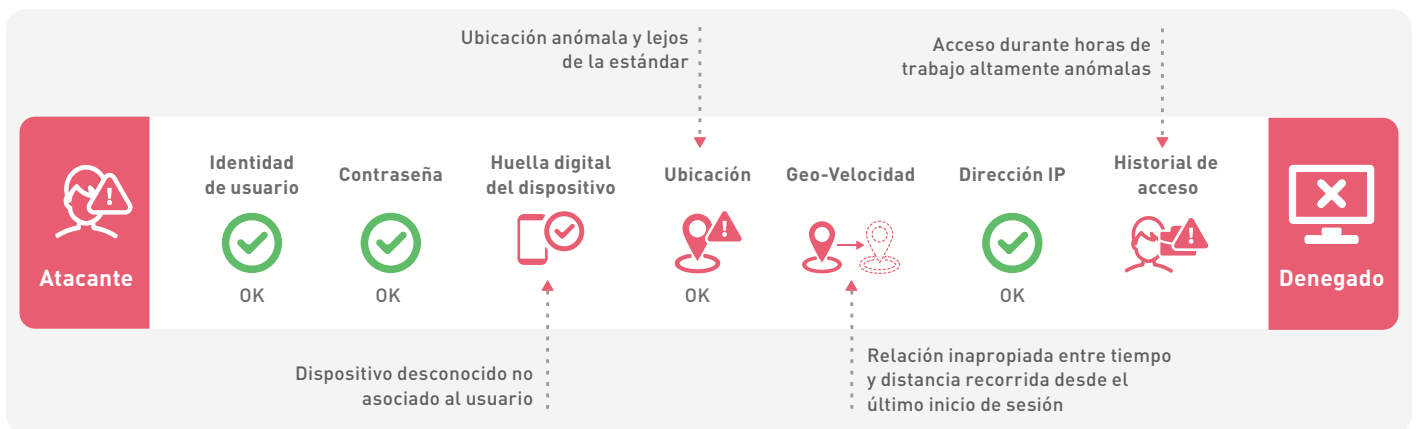 Ubicación anómala y lejos
de la estándar
Acceso durante horas de
trabajo altamente anómalas
Atacante
Identidad
de usuario
OK
Contraseña
OK
Huella digital
del dispositivo
Ubicación
OK
Geo-Velocidad
Dirección IP
OK
Historial de
acceso
Denegado
Dispositivo desconocido no
asociado al usuario
Relación inapropiada entre tiempo
y distancia recorrida desde el
último inicio de sesión